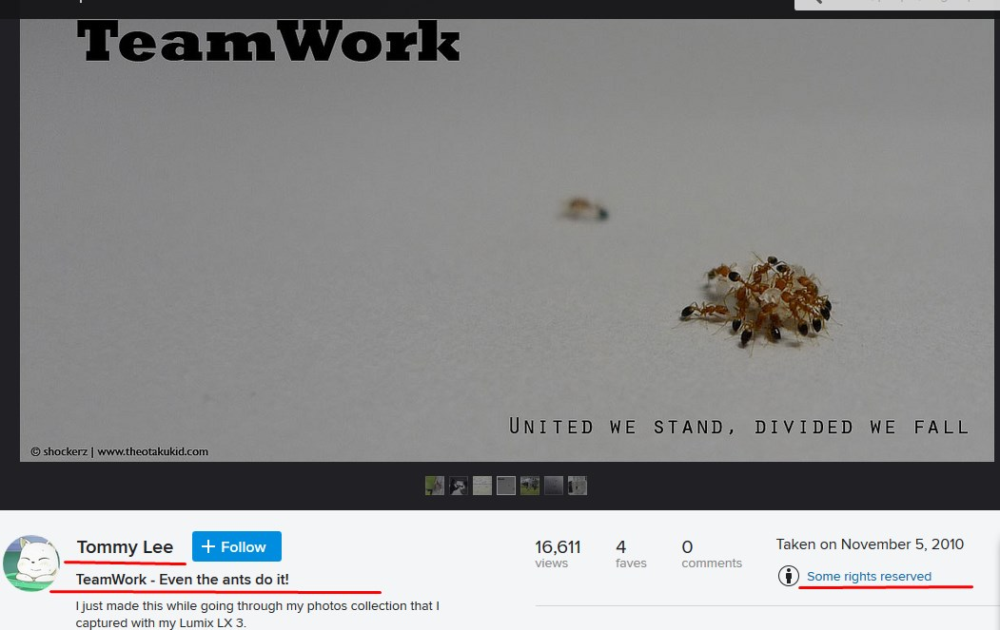 TeamWork
UNITED WE STAND, DIVIDED WE FALL
© shockerz | www.theotakukid.com
Tommy Lee
+ Follow
TeamWork - Even the ants do it!
I just made this while going through my photos collection that I
captured with my Lumix LX 3.
16,611
views
4
faves
0
comments
Taken on November 5, 2010
Some rights reserved